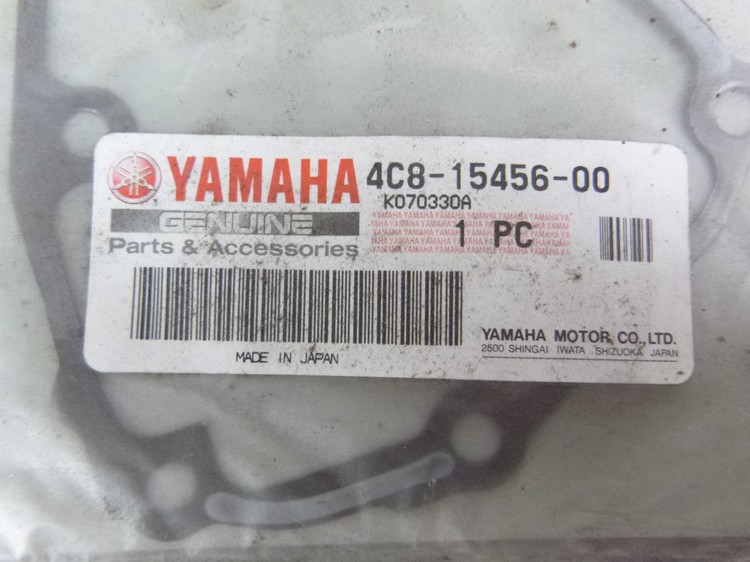 YAMAHA 4C8-15456-00
K070330A
GENUINE
Parts & Accessories
1 PC
MADE IN JAPAN
YAMAHA MOTOR CO., LTD.
2500 SHINGAI IWATA SHIZUOKA JAPAN